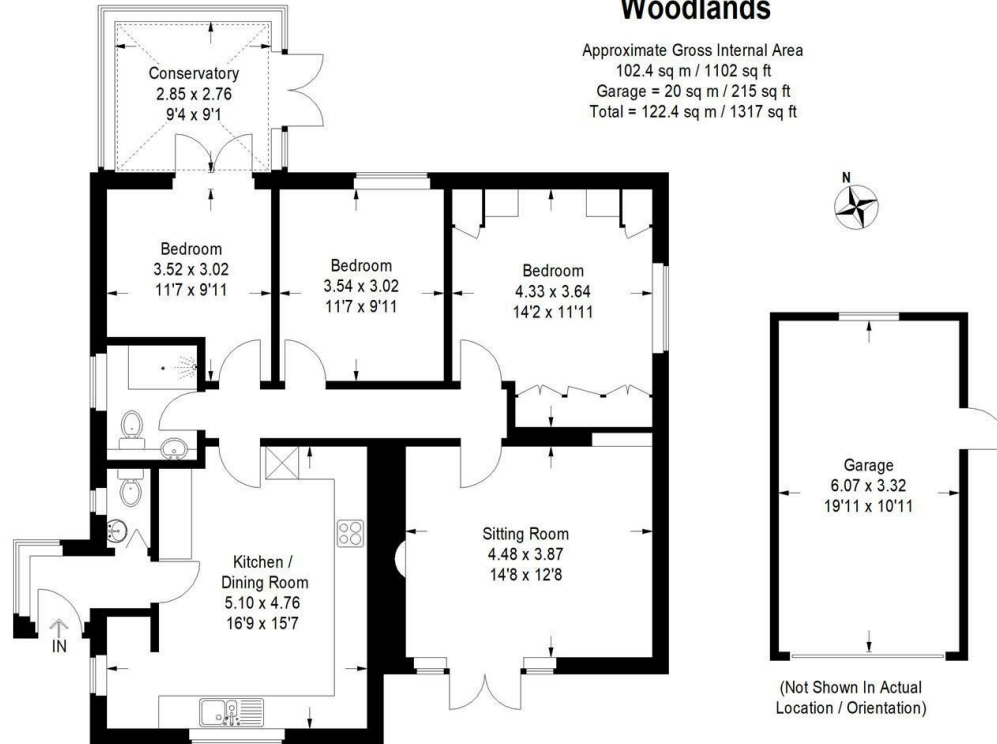 Woodlands
Approximate Gross Internal Area
102.4 sq m / 1102 sq ft
Garage = 20 sq m / 215 sq ft
Total = 122.4 sq m / 1317 sq ft
Conservatory
2.85 x 2.76
9'4 x 9'1
N
Bedroom
3.52 x 3.02
11'7 x 9'11
Bedroom
3.54 x 3.02
11'7 x 9'11
Bedroom
4.33 x 3.64
14'2 x 11'11
Garage
6.07 x 3.32
19'11 x 10'11
Sitting Room
4.48 x 3.87
14'8 x 12'8
Kitchen /
Dining Room
5.10 x 4.76
16'9 x 15'7
IN
(Not Shown In Actual
Location / Orientation)